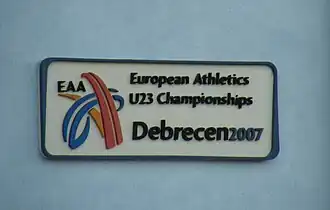 EAA
European Athletics
U23 Championships
Debrecen2007